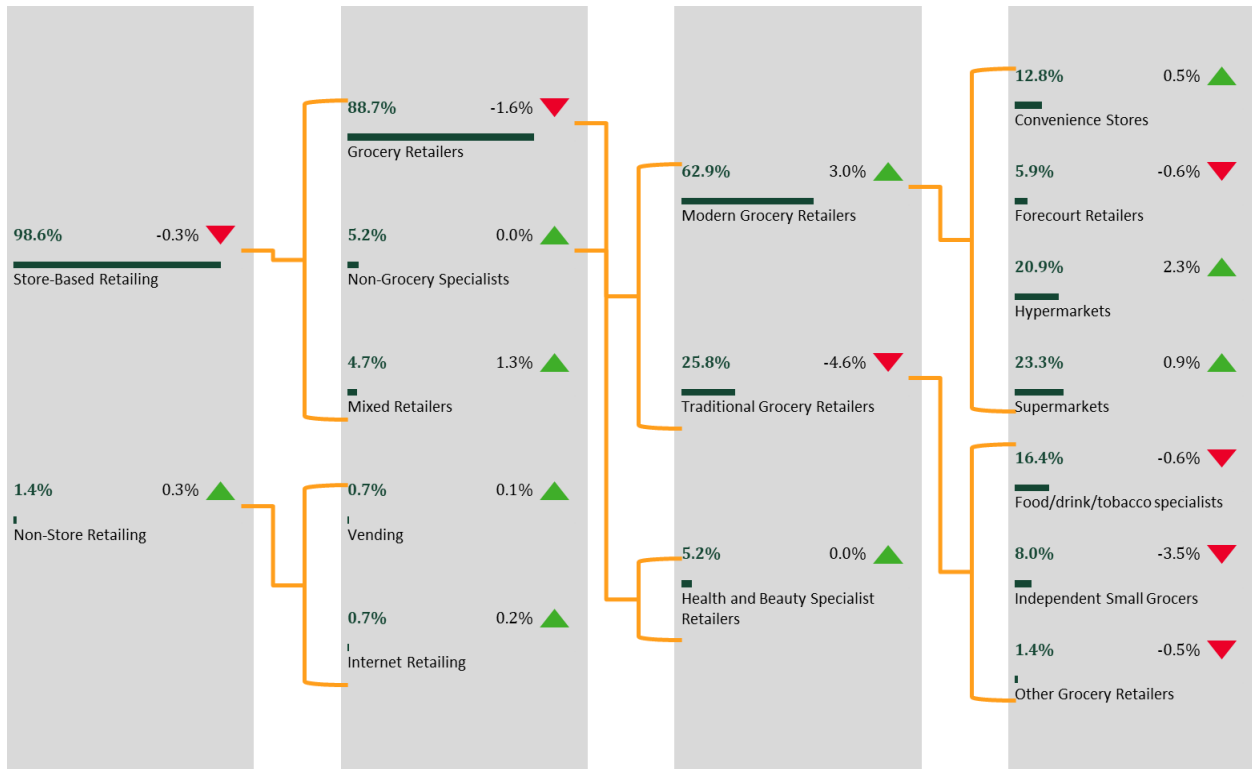 98.6% -0.3%
Store-Based Retailing
1.4% 0.3%
Non-Store Retailing
88.7% -1.6%
Grocery Retailers
5.2% 0.0%
Non-Grocery Specialists
4.7% 1.3%
Mixed Retailers
0.7% 0.1%
Vending
0.7% 0.2%
Internet Retailing
62.9% 3.0%
Modern Grocery Retailers
25.8% -4.6%
Traditional Grocery Retailers
5.2% 0.0%
Health and Beauty Specialist
Retailers
12.8% 0.5%
Convenience Stores
5.9% -0.6%
Forecourt Retailers
20.9% 2.3%
Hypermarkets
23.3% 0.9%
Supermarkets
16.4% -0.6%
Food/drink/tobacco specialists
8.0% -3.5%
Independent Small Grocers
1.4% -0.5%
Other Grocery Retailers